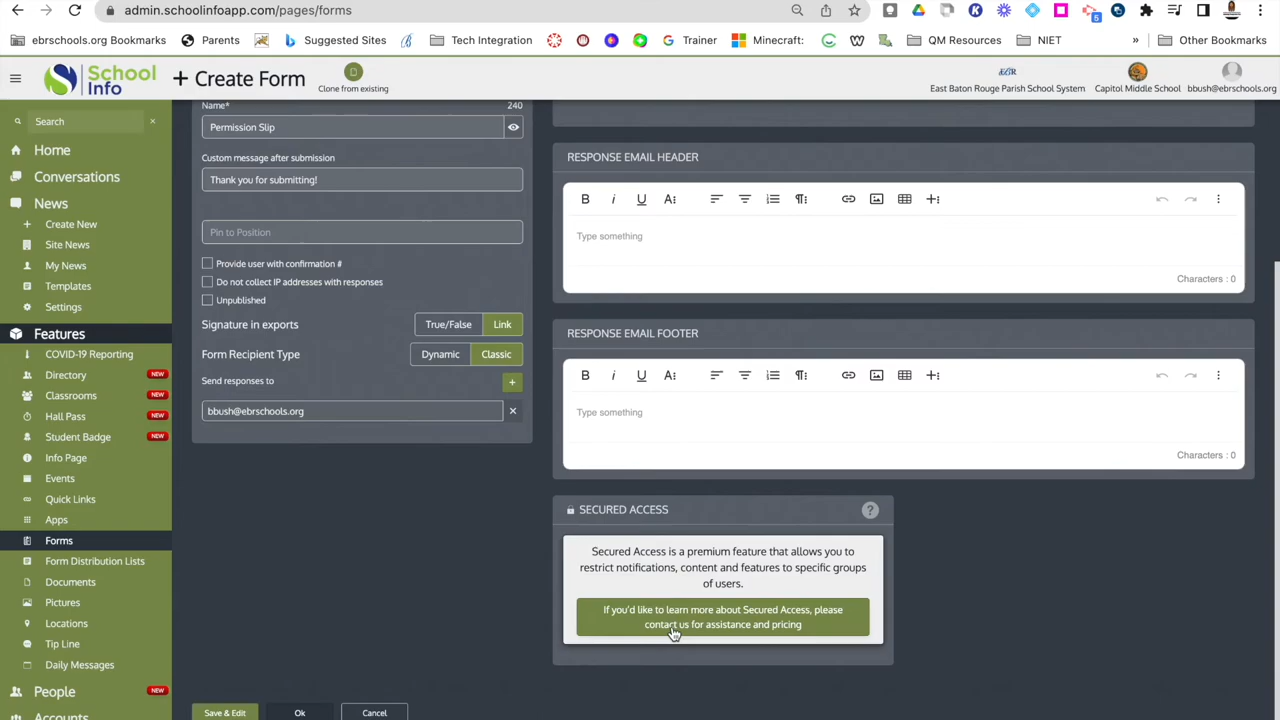 admin.schoolinfoapp.com/pages/forms
ebrschools.org Bookmarks
Parents
Suggested Sites
Tech Integration
Trainer
Minecraft:
QM Resources
NIET
»
Other Bookmarks
5
School
Info
+ Create Form
Clone from existing
EBR
East Baton Rouge Parish School System
Capitol Middle School
bbush@ebrschools.org
Search
Home
Conversations
News
Create New
Site News
My News
Templates
Settings
Features
COVID-19 Reporting
Directory NEW
Classrooms NEW
Hall Pass NEW
Student Badge NEW
Info Page
Events
Quick Links
Apps
Forms
Form Distribution Lists
Documents
Pictures
Locations
Tip Line
Daily Messages
People NEW
Accounts
Name* 240
Permission Slip
Custom message after submission
Thank you for submitting!
Pin to Position
Provide user with confirmation #
Do not collect IP addresses with responses
Unpublished
Signature in exports True/False Link
Form Recipient Type Dynamic Classic
Send responses to +
bbush@ebrschools.org
Save & Edit Ok Cancel
RESPONSE EMAIL HEADER
B i U A
Type something
Characters : 0
RESPONSE EMAIL FOOTER
B i U A
Type something
Characters : 0
SECURED ACCESS ?
Secured Access is a premium feature that allows you to
restrict notifications, content and features to specific groups
of users.
If you'd like to learn more about Secured Access, please
contact us for assistance and pricing